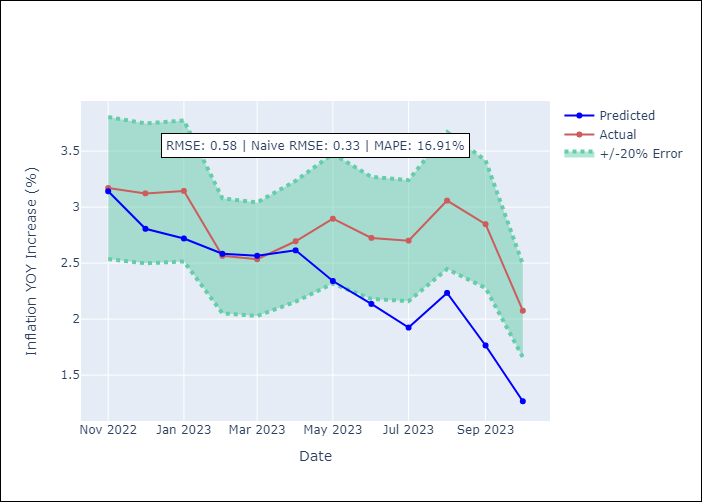 RMSE: 0.58 | Naive RMSE: 0.33 | MAPE: 16.91%
Predicted
Actual
+/-20% Error
3.5
3
2.5
2
1.5
Inflation YOY Increase (%)
Nov 2022 Jan 2023 Mar 2023 May 2023 Jul 2023 Sep 2023
Date